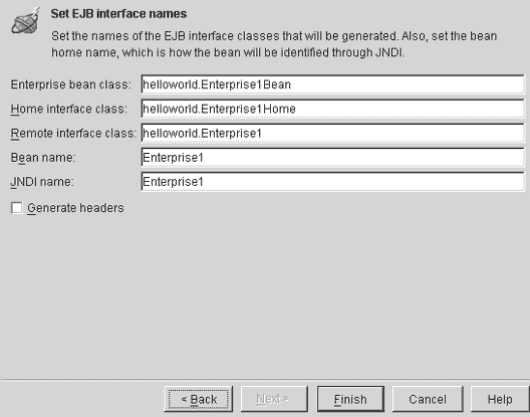 Set EJB interface names
Set the names of the EJB interface classes that will be generated. Also, set the bean
home name, which is how the bean will be identified through JNDI.
Enterprise bean class: helloworld.Enterprise1Bean
Home interface class: helloworld.Enterprise1Home
Remote interface class: helloworld.Enterprise1
Bean name: Enterprise1
JNDI name: Enterprise1
Generate headers
< Back Next > Finish Cancel Help